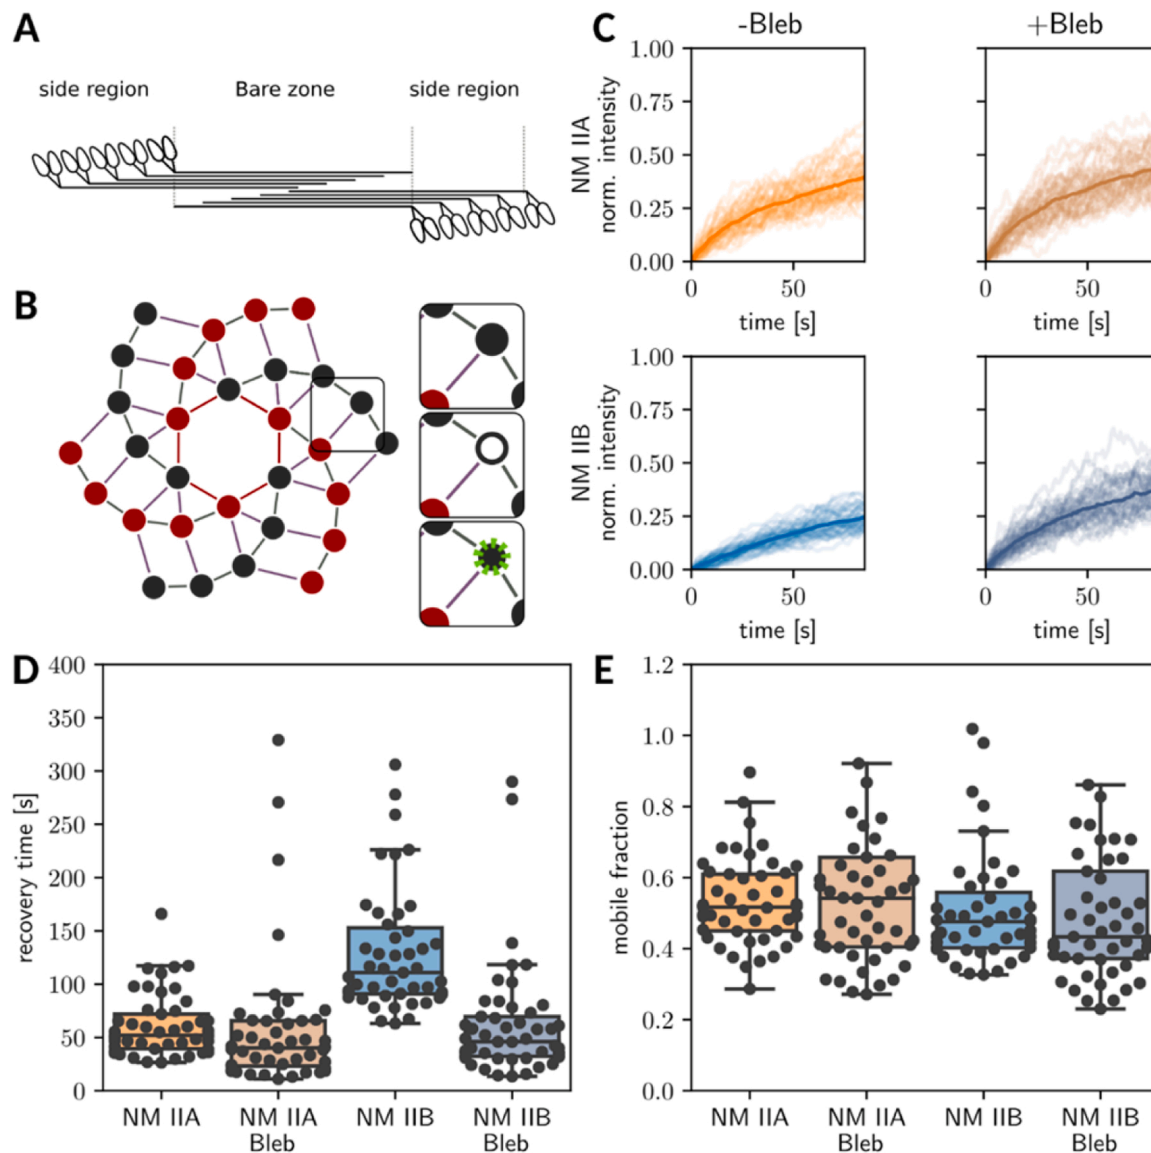 A
side region Bare zone side region
B
C
-Bleb +Bleb
NM IIA
norm. intensity
1.00
0.75
0.50
0.25
0.00
0 50 0 50
time [s] time [s]
NM IIB
norm. intensity
1.00
0.75
0.50
0.25
0.00
0 50 0 50
time [s] time [s]
D
recovery time [s]
400
350
300
250
200
150
100
50
0
NM IIA NM IIA NM IIB NM IIB
Bleb Bleb
E
mobile fraction
1.2
1.0
0.8
0.6
0.4
0.2
0.0
NM IIA NM IIA NM IIB NM IIB
Bleb Bleb